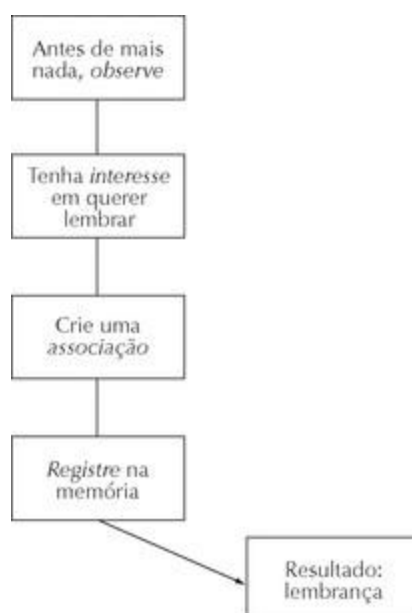 Antes de mais
nada, observe
Tenha interesse
em querer
lembrar
Crie uma
associação
Registre na
memória
Resultado:
lembrança